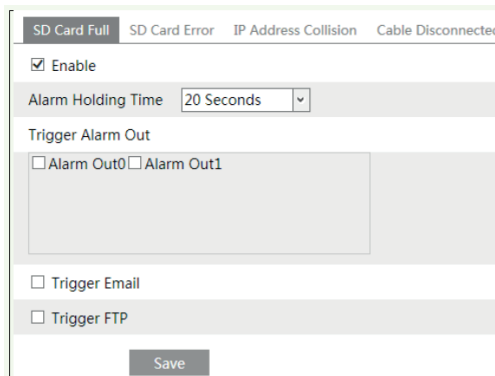 SD Card Full SD Card Error IP Address Collision Cable Disconnected
Enable
Alarm Holding Time 20 Seconds
Trigger Alarm Out
Alarm Out0 Alarm Out1
Trigger Email
Trigger FTP
Save